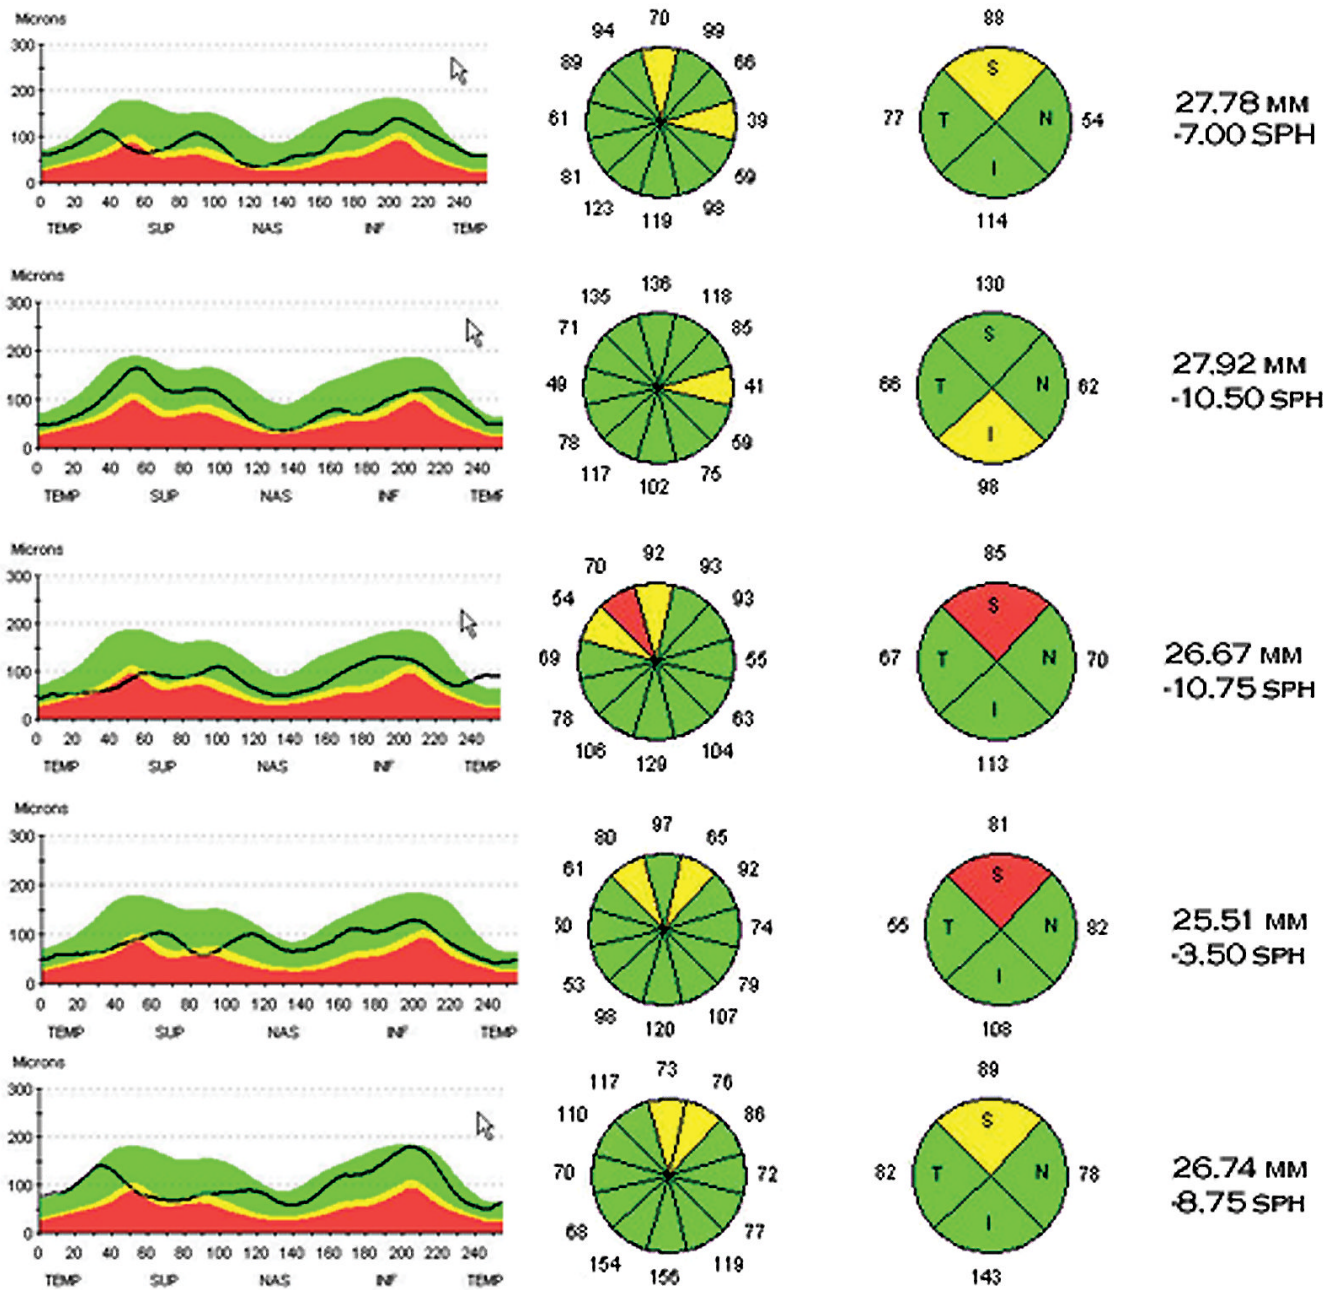 Microns
300
200
100
0
0 20 40 60 80 100 120 140 160 180 200 220 240
TEMP SUP NAS INF TEMP
70
94 99
89 66
61 39
81 59
123 98
119
88
S
77 T N 54
I
114
27.78 MM
-7.00 SPH
Microns
300
200
100
0
0 20 40 60 80 100 120 140 160 180 200 220 240
TEMP SUP NAS INF TEMP
136
135 118
71 85
49 41
78 59
117 75
102
130
S
66 T N 62
I
98
27.92 MM
-10.50 SPH
Microns
300
200
100
0
0 20 40 60 80 100 120 140 160 180 200 220 240
TEMP SUP NAS INF TEMP
92
70 93
54 93
69 55
78 63
106 104
129
85
S
67 T N 70
I
113
26.67 MM
-10.75 SPH
Microns
300
200
100
0
0 20 40 60 80 100 120 140 160 180 200 220 240
TEMP SUP NAS INF TEMP
97
80 65
61 92
74
53 79
98 107
120
81
S
55 T N 82
I
108
25.51 MM
-3.50 SPH
Microns
300
200
100
0
0 20 40 60 80 100 120 140 160 180 200 220 240
TEMP SUP NAS INF TEMP
73
117 76
110 86
70 72
68 77
154 119
156
89
S
82 T N 78
I
143
26.74 MM
-8.75 SPH